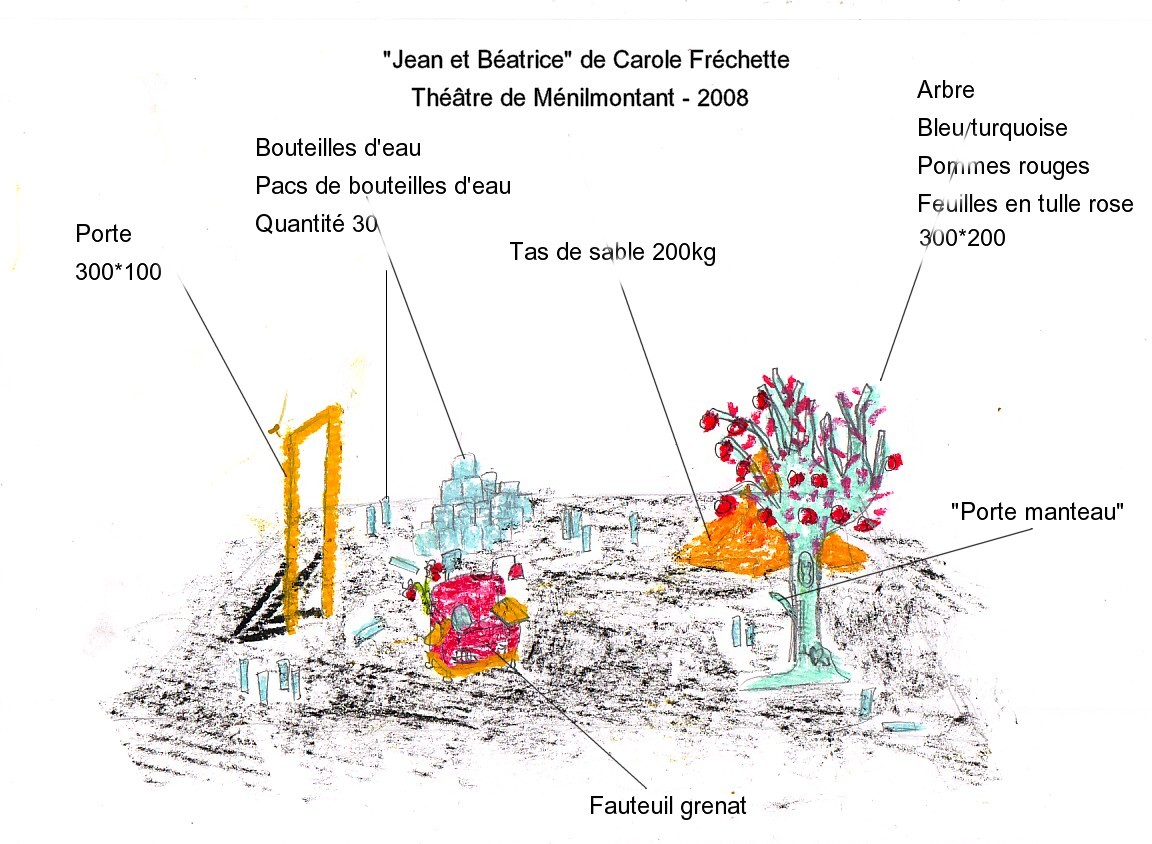 "Jean et Béatrice" de Carole Fréchette
Théâtre de Ménilmontant - 2008
Porte
300*100
Bouteilles d'eau
Pacs de bouteilles d'eau
Quantité 30
Tas de sable 200kg
Arbre
Bleu/turquoise
Pommes rouges
Feuilles en tulle rose
300*200
"Porte manteau"
Fauteuil grenat